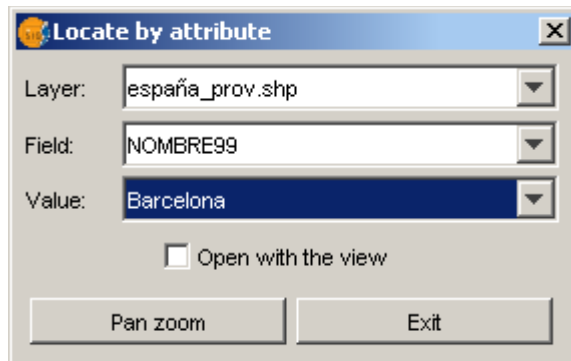 Locate by attribute
Layer: españa_prov.shp
Field: NOMBRE99
Value: Barcelona
Open with the view
Pan zoom Exit